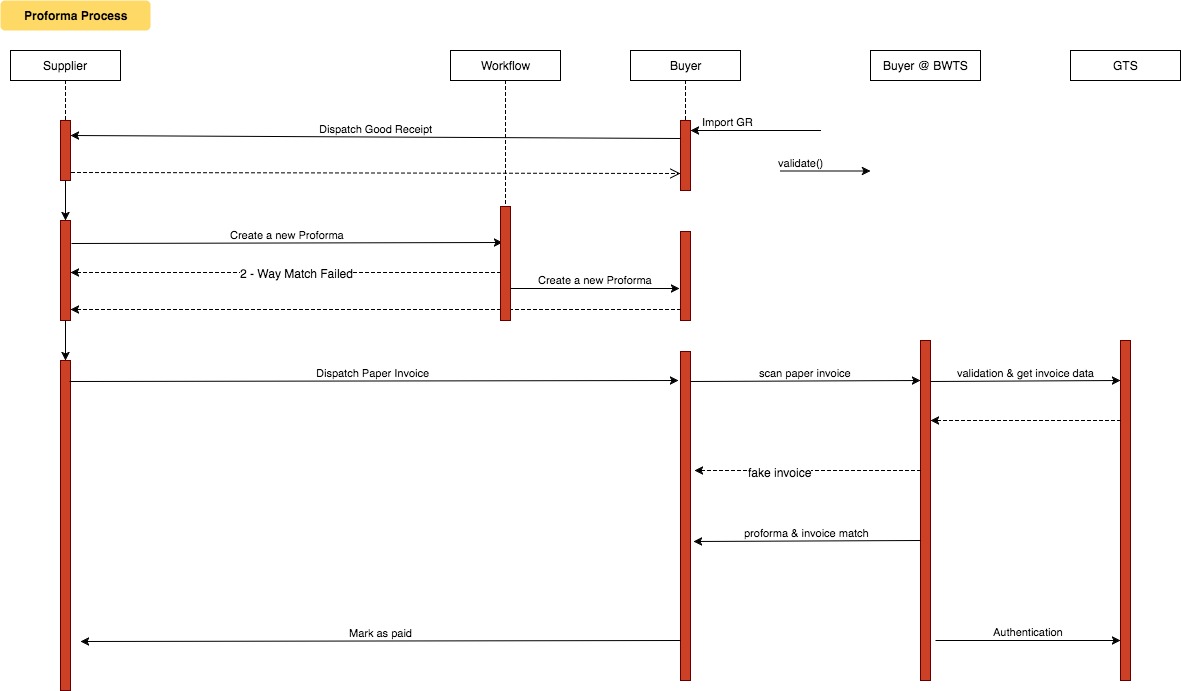 Proforma Process
Supplier
Workflow
Buyer
Buyer @ BWTS
GTS
Import GR
Dispatch Good Receipt
validate()
Create a new Proforma
2 - Way Match Failed
Create a new Proforma
Dispatch Paper Invoice
scan paper invoice
validation & get invoice data
fake invoice
proforma & invoice match
Mark as paid
Authentication